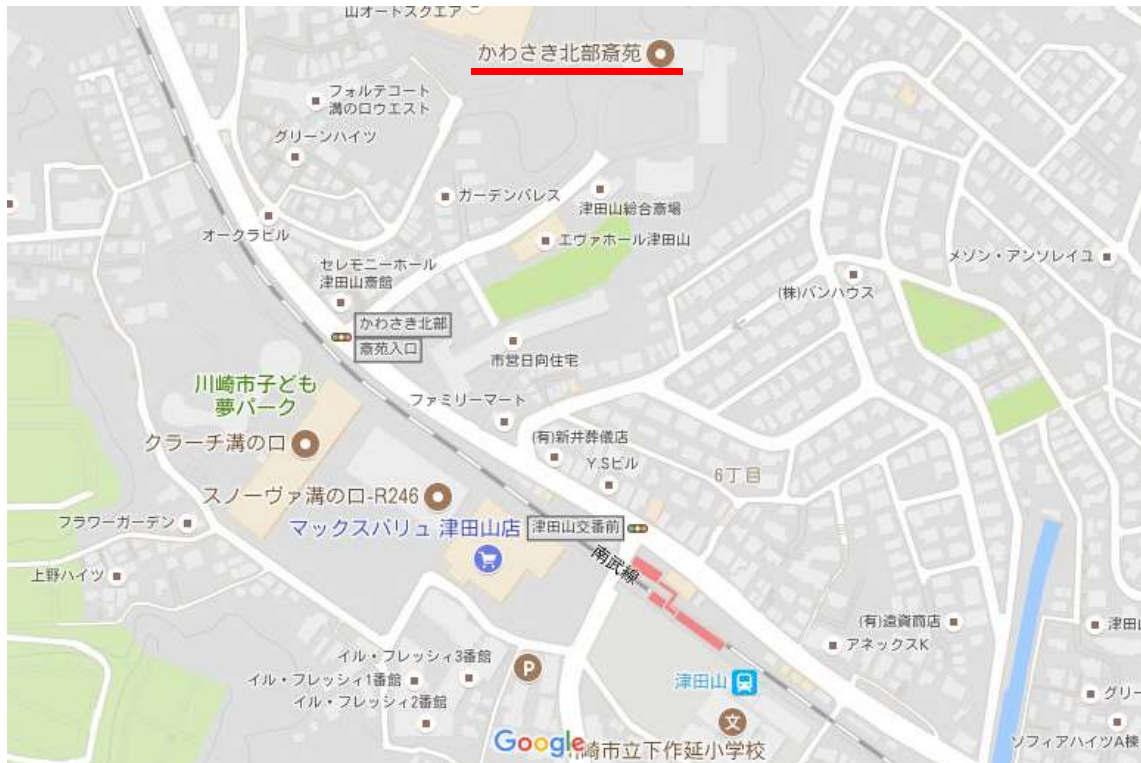 山オートスクエア
かわさき北部斎苑
フォルテコート
溝の口ウエスト
グリーンハイツ
ガーデンパレス
津田山総合斎場
オークラビル
エヴァホール津田山
メゾン・アンソレイユ
セレモニーホール
津田山斎館
(株)バンハウス
かわさき北部
斎苑入口
市営日向住宅
川崎市子ども
夢パーク
ファミリーマート
クラーチ溝の口
(有)新井葬儀店
Y.Sビル
6丁目
スノーヴァ溝の口-R246
フラワーガーデン
マックスバリュ 津田山店
津田山交番前
南武線
上野ハイツ
(有)遠資商店
津田山
アネックスK
イル・フレッシィ3番館
イル・フレッシィ1番館
イル・フレッシィ2番館
P
津田山
グリー
文
Google
崎市立下作延小学校
ソフィアハイツA棟